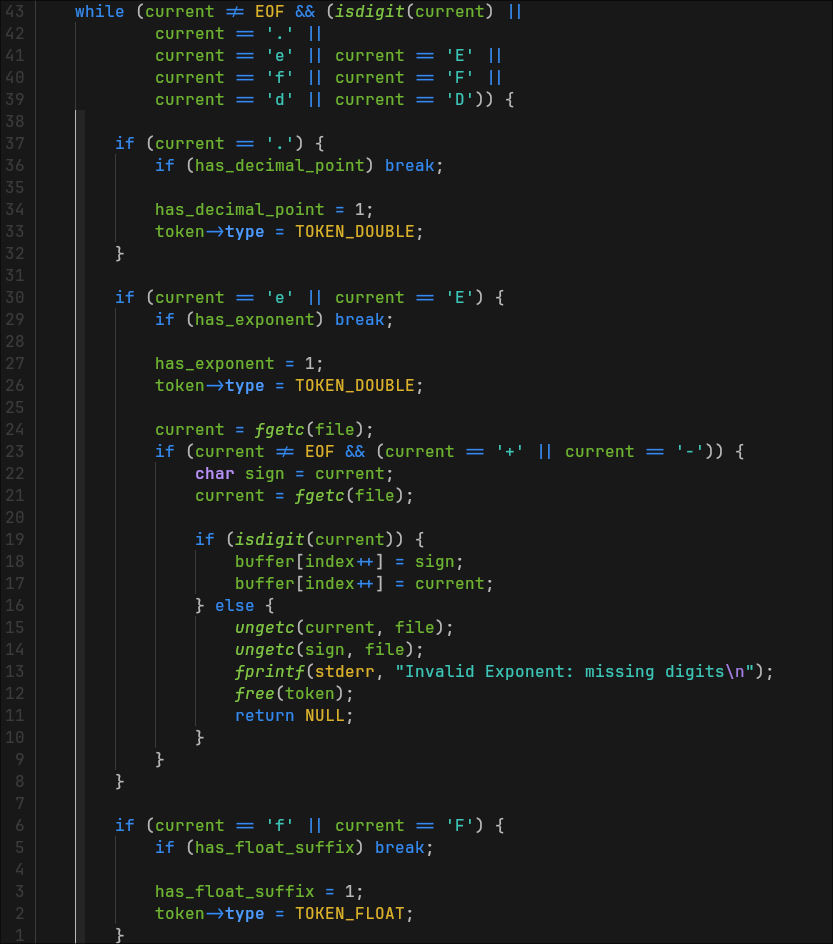 43 while (current != EOF && (isdigit(current) ||
42 current == '.' ||
41 current == 'e' || current == 'E' ||
40 current == 'f' || current == 'F' ||
39 current == 'd' || current == 'D')) {
38
37 if (current == '.') {
36 if (has_decimal_point) break;
35
34 has_decimal_point = 1;
33 token->type = TOKEN_DOUBLE;
32 }
31
30 if (current == 'e' || current == 'E') {
29 if (has_exponent) break;
28
27 has_exponent = 1;
26 token->type = TOKEN_DOUBLE;
25
24 current = fgetc(file);
23 if (current != EOF && (current == '+' || current == '-')) {
22 char sign = current;
21 current = fgetc(file);
20
19 if (isdigit(current)) {
18 buffer[index++] = sign;
17 buffer[index++] = current;
16 } else {
15 ungetc(current, file);
14 ungetc(sign, file);
13 fprintf(stderr, "Invalid Exponent: missing digits\n");
12 free(token);
11 return NULL;
10 }
9 }
8 }
7
6 if (current == 'f' || current == 'F') {
5 if (has_float_suffix) break;
4
3 has_float_suffix = 1;
2 token->type = TOKEN_FLOAT;
1 }